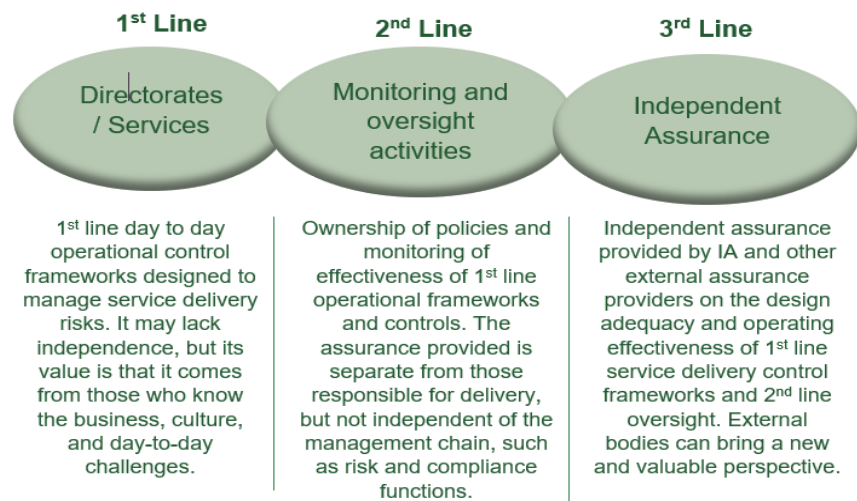 1st Line
2nd Line
3rd Line
Directorates
/ Services
Monitoring and
oversight
activities
Independent
Assurance
1st line day to day
operational control
frameworks designed to
manage service delivery
risks. It may lack
independence, but its
value is that it comes
from those who know
the business, culture,
and day-to-day
challenges.
Ownership of policies and
monitoring of
effectiveness of 1st line
operational frameworks
and controls. The
assurance provided is
separate from those
responsible for delivery,
but not independent of the
management chain, such
as risk and compliance
functions.
Independent assurance
provided by IA and other
external assurance
providers on the design
adequacy and operating
effectiveness of 1st line
service delivery control
frameworks and 2nd line
oversight. External
bodies can bring a new
and valuable perspective.